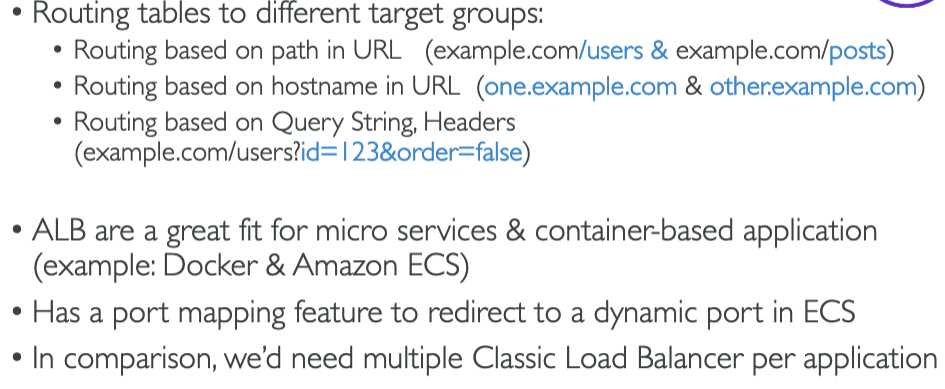 • Routing tables to different target groups:
• Routing based on path in URL (example.com/users & example.com/posts)
• Routing based on hostname in URL (one.example.com & other.example.com)
• Routing based on Query String, Headers
(example.com/users?id=123&order=false)
• ALB are a great fit for micro services & container-based application
(example: Docker & Amazon ECS)
• Has a port mapping feature to redirect to a dynamic port in ECS
• In comparison, we'd need multiple Classic Load Balancer per application